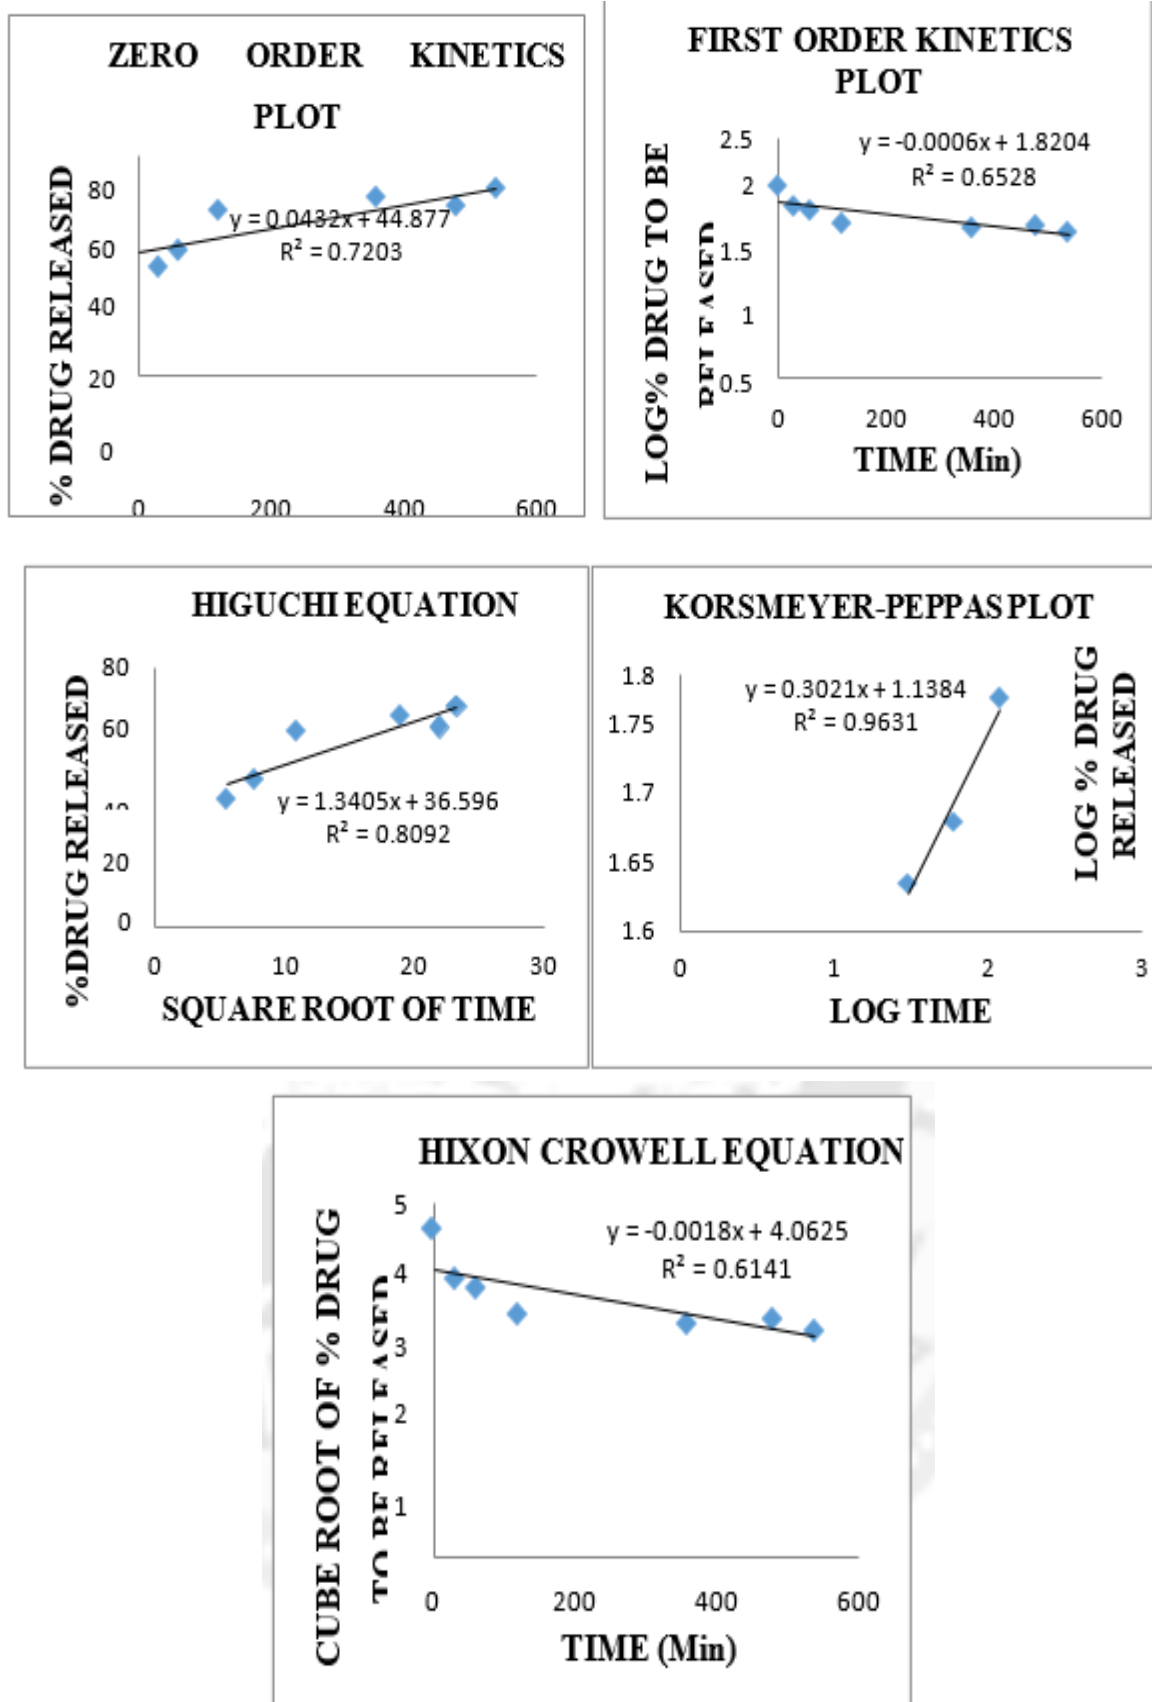 ZERO ORDER KINETICS
PLOT
% DRUG RELEASED
80
60
40
20
0
y = 0.0432x + 44.877
R² = 0.7203
0 200 400 600
FIRST ORDER KINETICS
PLOT
LOG% DRUG TO BE
RELEASED
2.5
2
1.5
1
0.5
y = -0.0006x + 1.8204
R² = 0.6528
0 200 400 600
TIME (Min)
HIGUCHI EQUATION
%DRUG RELEASED
80
60
40
20
0
y = 1.3405x + 36.596
R² = 0.8092
0 10 20 30
SQUARE ROOT OF TIME
KORSMEYER-PEPPAS PLOT
LOG % DRUG
RELEASED
1.8
1.75
1.7
1.65
1.6
y = 0.3021x + 1.1384
R² = 0.9631
0 1 2 3
LOG TIME
HIXON CROWELL EQUATION
CUBE ROOT OF % DRUG
TO BE RELEASED
5
4
3
2
1
y = -0.0018x + 4.0625
R² = 0.6141
0 200 400 600
TIME (Min)